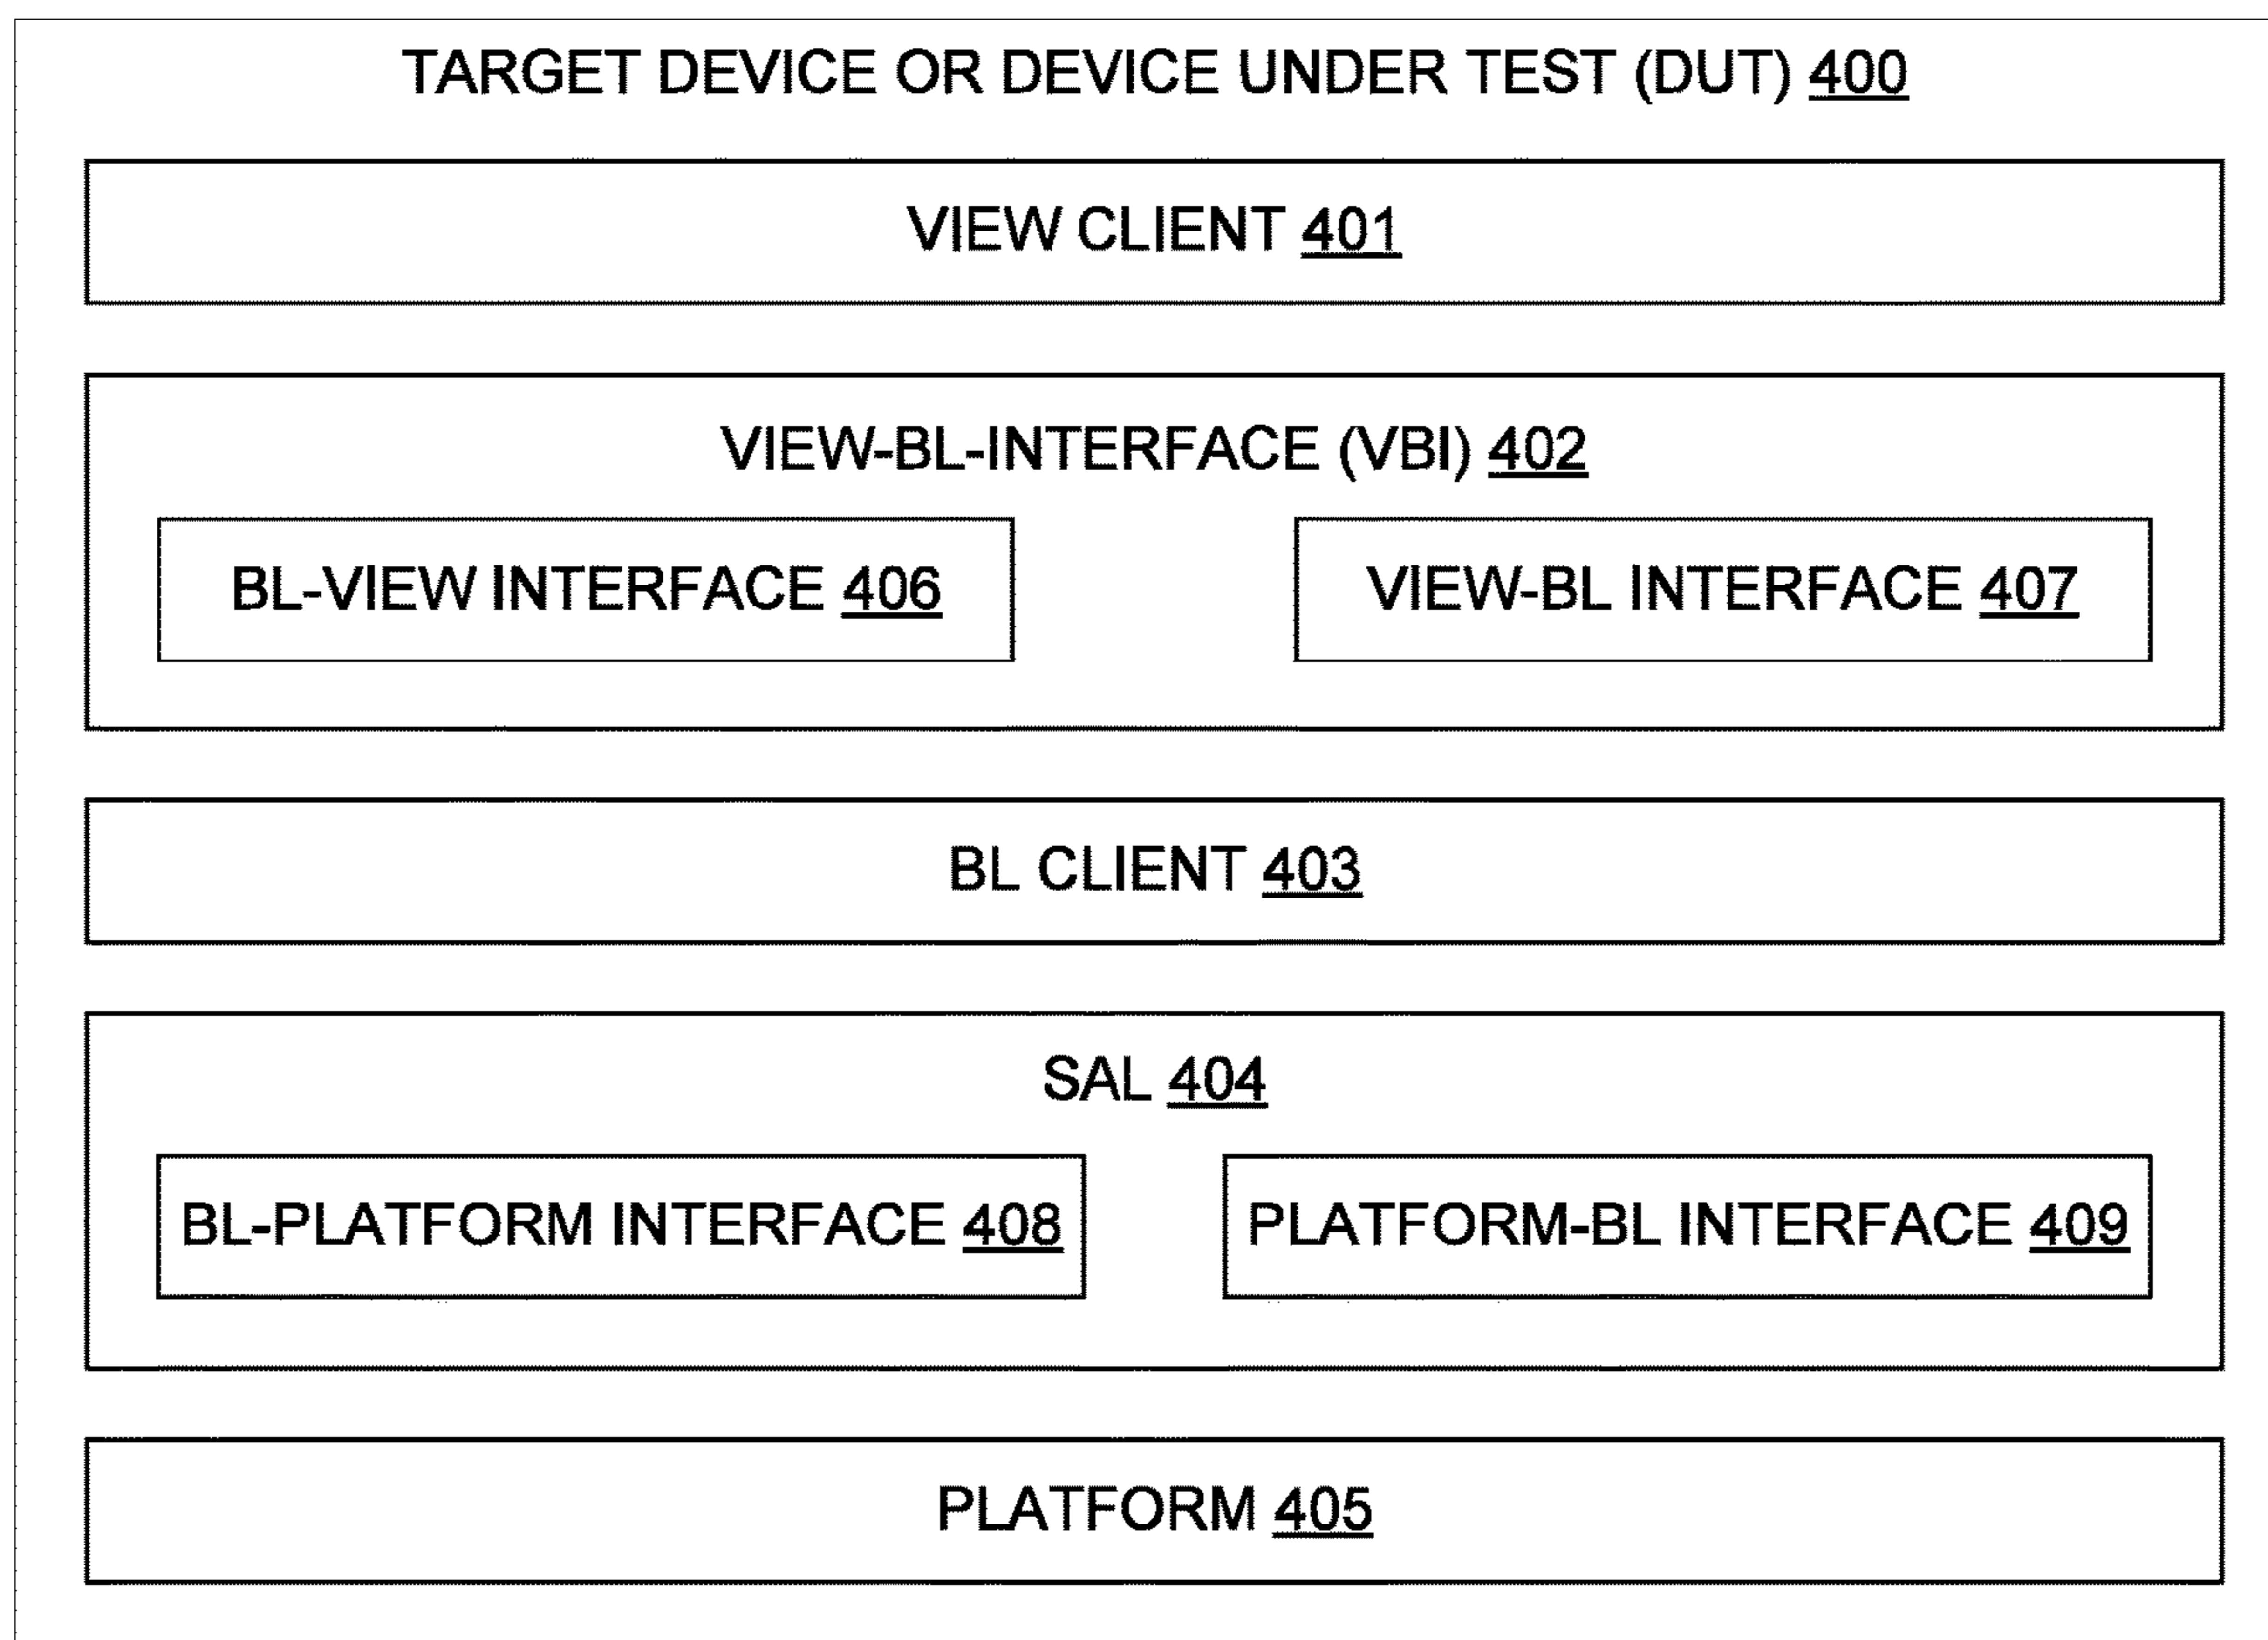 TARGET DEVICE OR DEVICE UNDER TEST (DUT) 400
VIEW CLIENT 401
VIEW-BL-INTERFACE (VBI) 402
BL-VIEW INTERFACE 406
VIEW-BL INTERFACE 407
BL CLIENT 403
SAL 404
BL-PLATFORM INTERFACE 408
PLATFORM-BL INTERFACE 409
PLATFORM 405